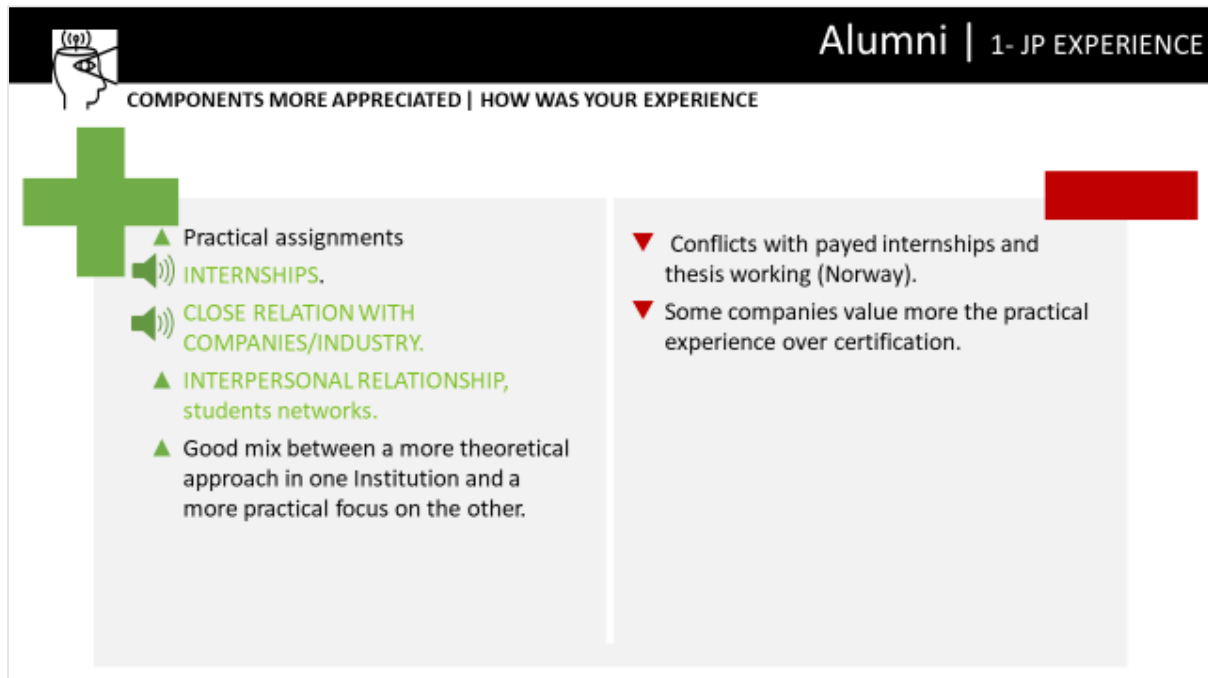 Alumni | 1- JP EXPERIENCE
COMPONENTS MORE APPRECIATED | HOW WAS YOUR EXPERIENCE
Practical assignments
INTERNSHIPS.
CLOSE RELATION WITH
COMPANIES/INDUSTRY.
INTERPERSONAL RELATIONSHIP,
students networks.
Good mix between a more theoretical
approach in one Institution and a
more practical focus on the other.
Conflicts with payed internships and
thesis working (Norway).
Some companies value more the practical
experience over certification.